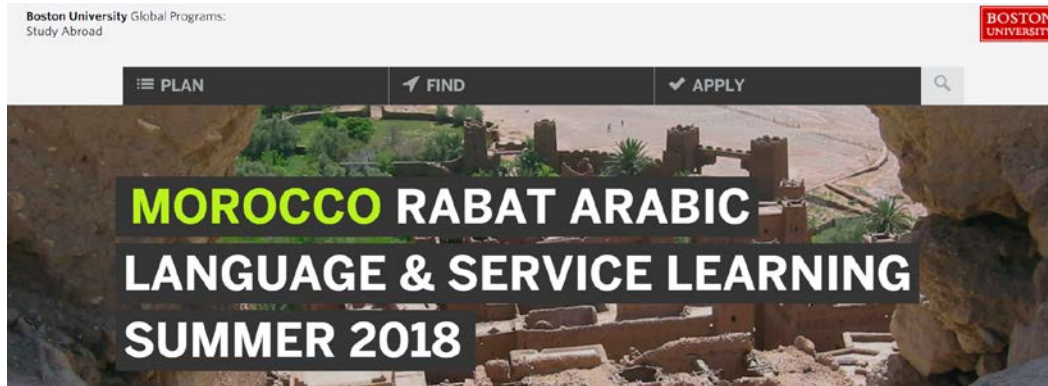 Boston University Global Programs:
Study Abroad
BOSTON
UNIVERSITY
PLAN
FIND
APPLY
MOROCCO RABAT ARABIC
LANGUAGE & SERVICE LEARNING
SUMMER 2018